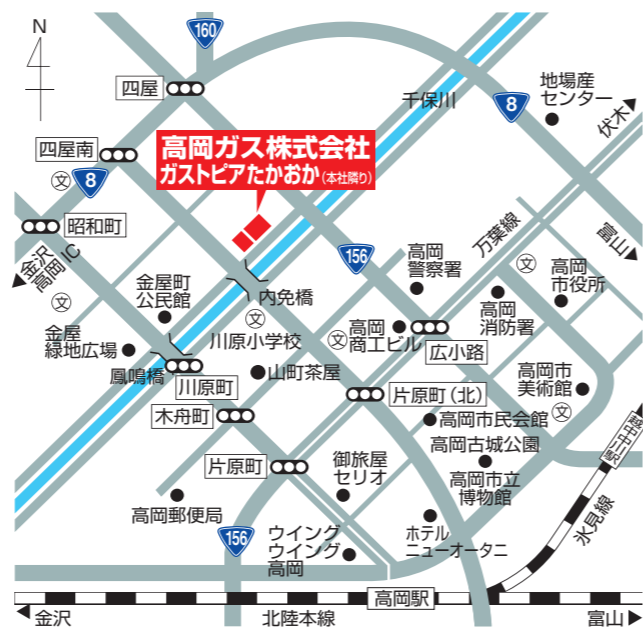 N
160
四屋
千保川
8
地場産
センター
伏木
四屋南
高岡ガス株式会社
ガストピアたかおか(本社隣り)
文
8
昭和町
金沢
高岡IC
文
金屋町
公民館
156
高岡
警察署
万葉線
富山
文
高岡
市役所
内免橋
高岡
消防署
文
川原小学校
文
高岡
商工ビル
広小路
金屋
緑地広場
鳳鳴橋
川原町
山町茶屋
片原町(北)
高岡市
美術館
木舟町
高岡市民会館
文
高岡古城公園
片原町
御旅屋
セリオ
高岡市立
博物館
越中中川駅
高岡郵便局
156
ウイング
ウイング
高岡
ホテル
ニューオータニ
氷見線
高岡駅
金沢
北陸本線
富山